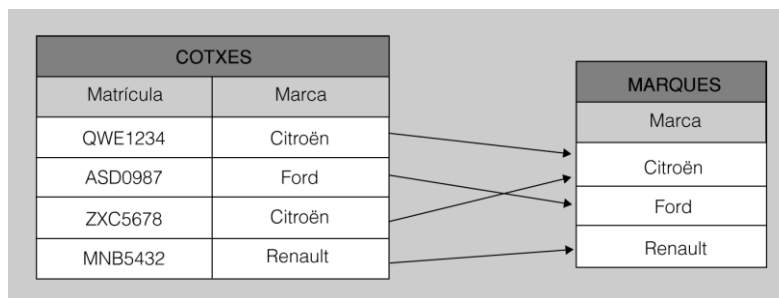 COTXES
Matrícula Marca
QWE1234 Citroën
ASD0987 Ford
ZXC5678 Citroën
MNB5432 Renault
MARQUES
Marca
Citroën
Ford
Renault